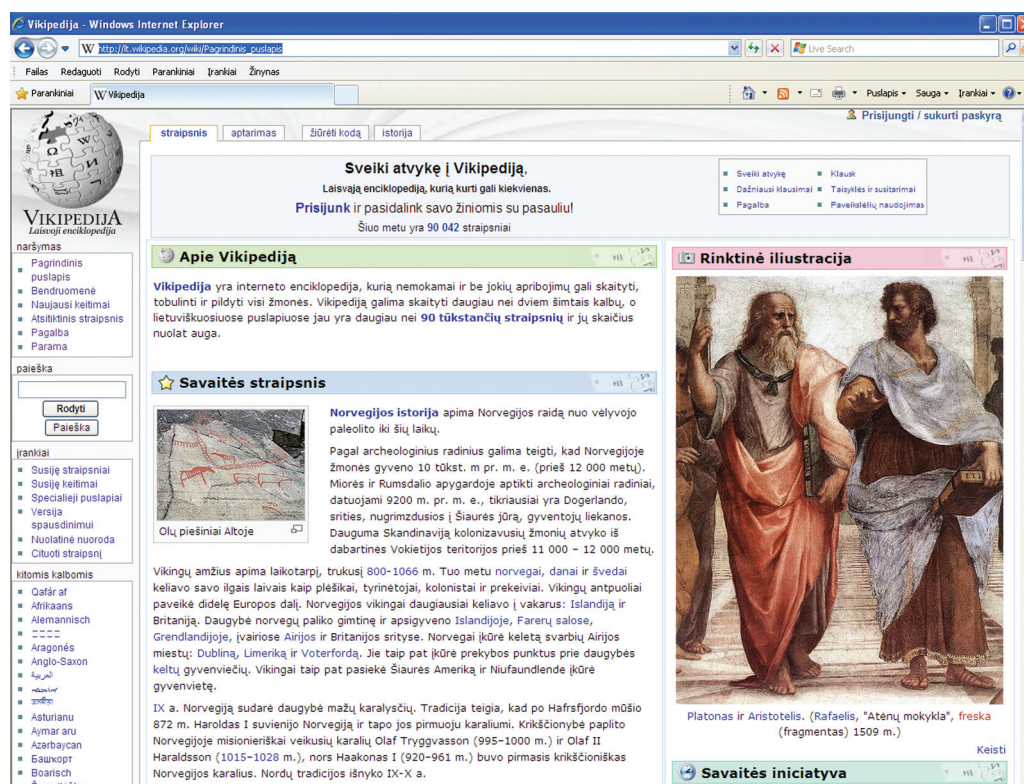 Vikipedija - Windows Internet Explorer
http://lt.wikipedia.org/wiki/Pagrindinis_puslapis
Live Search
Failas Redaguoti Rodyti Parankiniai Įrankiai Žinynas
Parankiniai
Vikipedija
Puslapis
Sauga
Įrankiai
Prisijungti / sukurti paskyrą
straipsnis
aptarimas
žiūrėti kodą
istorija
VIKIPEDIJA
Laisvoji enciklopedija
naršymas
Pagrindinis
puslapis
Bendruomenė
Naujausi keitimai
Atsitiktinis straipsnis
Pagalba
Parama
paieška
Rodyti
Paieška
įrankiai
Susiję straipsniai
Susiję keitimai
Specialieji puslapiai
Versija
spausdinimui
Nuolatinė nuoroda
Cituoti straipsnį
kitomis kalbomis
Qafár af
Afrikaans
Alemannisch
Aragonés
Anglo-Saxon
العربية
অসমীয়া
Asturianu
Aymar aru
Azərbaycan
Башҡорт
Boarisch
Sveiki atvykę į Vikipediją,
Laisvąją enciklopediją, kurią kurti gali kiekvienas.
Prisijunk ir pasidalink savo žiniomis su pasauliu!
Šiuo metu yra 90 042 straipsniai
Sveiki atvykę
Klausk
Dažniausi klausimai
Taisyklės ir susitarimai
Pagalba
Paveikslėlių naudojimas
Apie Vikipediją
Vikipedija yra interneto enciklopedija, kurią nemokamai ir be jokių apribojimų gali skaityti,
tobulinti ir pildyti visi žmonės. Vikipediją galima skaityti daugiau nei dviem šimtais kalbų, o
lietuviškuosiuose puslapiuose jau yra daugiau nei 90 tūkstančių straipsnių ir jų skaičius
nuolat auga.
Savaitės straipsnis
Olų piešiniai Altoje
Norvegijos istorija apima Norvegijos raidą nuo vėlyvojo
paleolito iki šių laikų.
Pagal archeologinius radinius galima teigti, kad Norvegijoje
žmonės gyveno 10 tūkst. m pr. m. e. (prieš 12 000 metų).
Miorės ir Rumsdalio apygardoje aptikti archeologiniai radiniai,
datuojami 9200 m. pr. m. e., tikriausiai yra Dogerlando,
srities, nugrimzdusios į Šiaurės jūrą, gyventojų liekanos.
Dauguma Skandinaviją kolonizavusių žmonių atvyko iš
dabartinės Vokietijos teritorijos prieš 11 000 – 12 000 metų.
Vikingų amžius apima laikotarpį, trukusį 800-1066 m. Tuo metu norvegai, danai ir švedai
keliavo savo ilgais laivais kaip plėšikai, tyrinėtojai, kolonistai ir prekeiviai. Vikingų antpuoliai
paveikė didelę Europos dalį. Norvegijos vikingai daugiausiai keliavo į vakarus: Islandiją ir
Britaniją. Daugybė norvegų paliko gimtinę ir apsigyveno Islandijoje, Farerų salose,
Grendlandijoje, įvairiose Airijos ir Britanijos srityse. Norvegai įkūrė keletą svarbių Airijos
miestų: Dubliną, Limeriką ir Voterfordą. Jie taip pat įkūrė prekybos punktus prie daugybės
keltų gyvenviečių. Vikingai taip pat pasiekė Šiaurės Ameriką ir Niufaundlende įkūrė
gyvenvietę.
IX a. Norvegiją sudarė daugybė mažų karalysčių. Tradicija teigia, kad po Hafrsfjordo mūšio
872 m. Haroldas I suvienijo Norvegiją ir tapo jos pirmuoju karaliumi. Krikščionybė paplito
Norvegijoje misionieriškai veikusių karalių Olaf Tryggvasson (995–1000 m.) ir Olaf II
Haraldsson (1015–1028 m.), nors Haakonas I (920–961 m.) buvo pirmasis krikščioniškas
Norvegijos karalius. Nordų tradicijos išnyko IX-X a.
Rinktinė iliustracija
Platonas ir Aristotelis. (Rafaelis, "Atėnų mokykla", freska
(fragmentas) 1509 m.)
Keisti
Savaitės iniciatyva